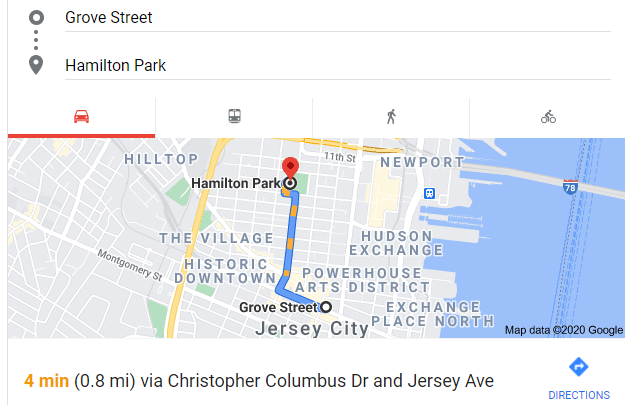 Grove Street
Hamilton Park
HILLTOP
11th St
NEWPORT
Hamilton Park
78
THE VILLAGE
HUDSON
EXCHANGE
Montgomery St
HISTORIC
DOWNTOWN
POWERHOUSE
ARTS DISTRICT
Grove Street
EXCHANGE
PLACE NORTH
Jersey City
Map data ©2020 Google
4 min (0.8 mi) via Christopher Columbus Dr and Jersey Ave
DIRECTIONS